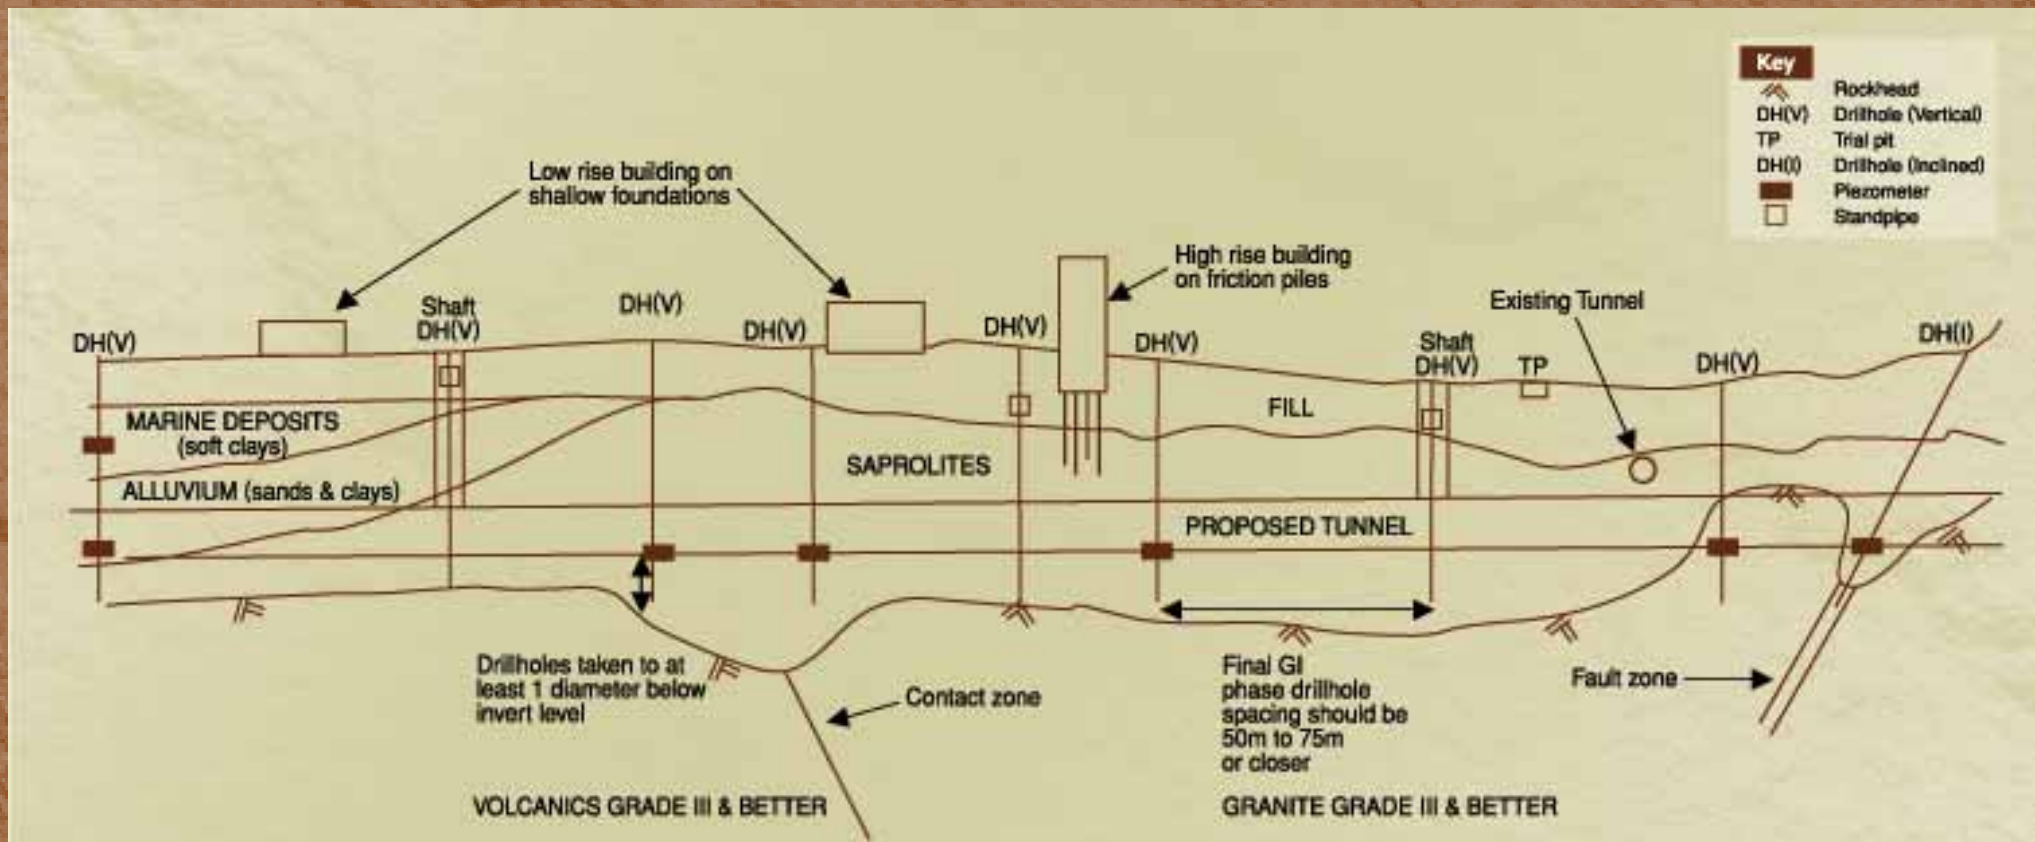 Key
Rockhead
DH(V) Drillhole (Vertical)
TP Trial pit
DH(I) Drillhole (Inclined)
Piezometer
Standpipe
Low rise building on
shallow foundations
High rise building
on friction piles
Existing Tunnel
DH(V)
Shaft
DH(V)
DH(V)
DH(V)
DH(V)
DH(V)
Shaft
DH(V)
TP
DH(V)
DH(I)
MARINE DEPOSITS
(soft clays)
ALLUVIUM (sands & clays)
SAPROLITES
FILL
PROPOSED TUNNEL
Drillholes taken to at
least 1 diameter below
invert level
Contact zone
Final GI
phase drillhole
spacing should be
50m to 75m
or closer
Fault zone
VOLCANICS GRADE III & BETTER
GRANITE GRADE III & BETTER